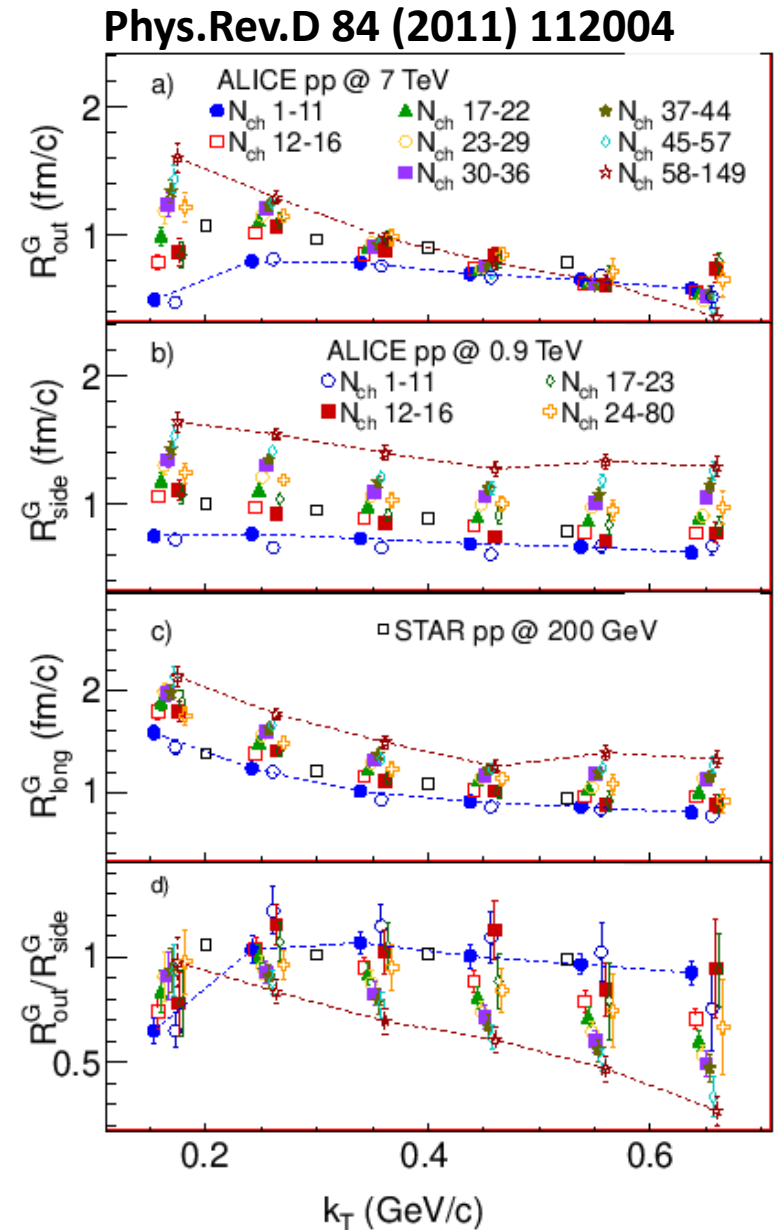 Phys.Rev.D 84 (2011) 112004
a) ALICE pp @ 7 TeV
N_ch 1-11 N_ch 17-22 N_ch 37-44
N_ch 12-16 N_ch 23-29 N_ch 45-57
N_ch 30-36 N_ch 58-149
2
1
R^G_out (fm/c)
b) ALICE pp @ 0.9 TeV
N_ch 1-11 N_ch 17-23
N_ch 12-16 N_ch 24-80
2
1
R^G_side (fm/c)
c) STAR pp @ 200 GeV
2
1
R^G_long (fm/c)
d)
1
0.5
R^G_out/R^G_side
0.2 0.4 0.6
k_T (GeV/c)